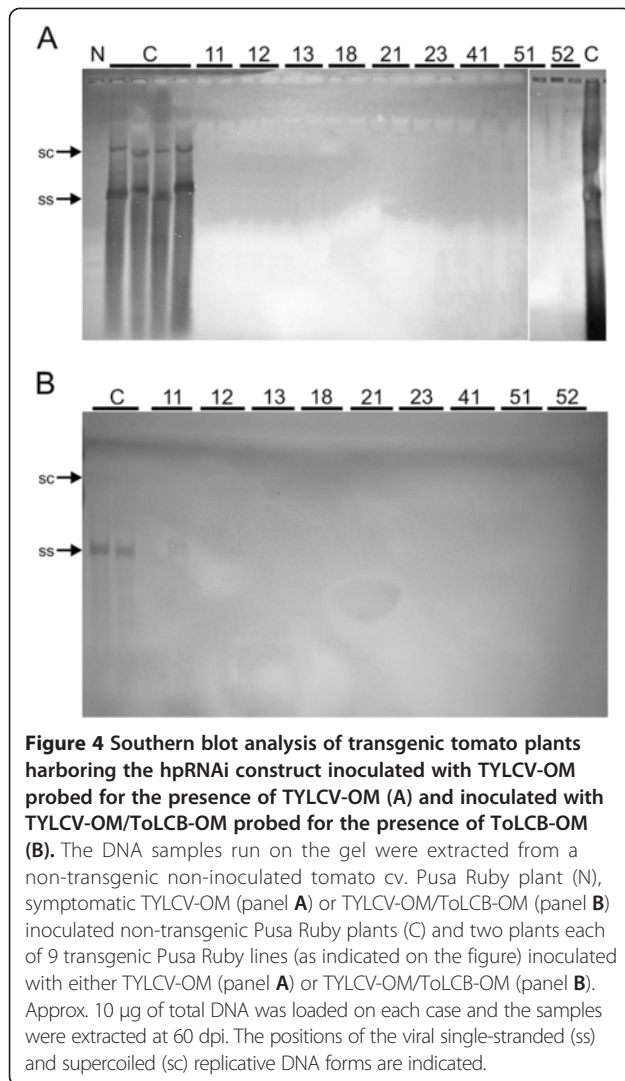 A
N C 11 12 13 18 21 23 41 51 52 C
sc
ss
B
C 11 12 13 18 21 23 41 51 52
sc
ss
Figure 4 Southern blot analysis of transgenic tomato plants
harboring the hpRNAi construct inoculated with TYLCV-OM
probed for the presence of TYLCV-OM (A) and inoculated with
TYLCV-OM/ToLCB-OM probed for the presence of ToLCB-OM
(B). The DNA samples run on the gel were extracted from a
non-transgenic non-inoculated tomato cv. Pusa Ruby plant (N),
symptomatic TYLCV-OM (panel A) or TYLCV-OM/ToLCB-OM (panel B)
inoculated non-transgenic Pusa Ruby plants (C) and two plants each
of 9 transgenic Pusa Ruby lines (as indicated on the figure) inoculated
with either TYLCV-OM (panel A) or TYLCV-OM/ToLCB-OM (panel B).
Approx. 10 μg of total DNA was loaded on each case and the samples
were extracted at 60 dpi. The positions of the viral single-stranded (ss)
and supercoiled (sc) replicative DNA forms are indicated.